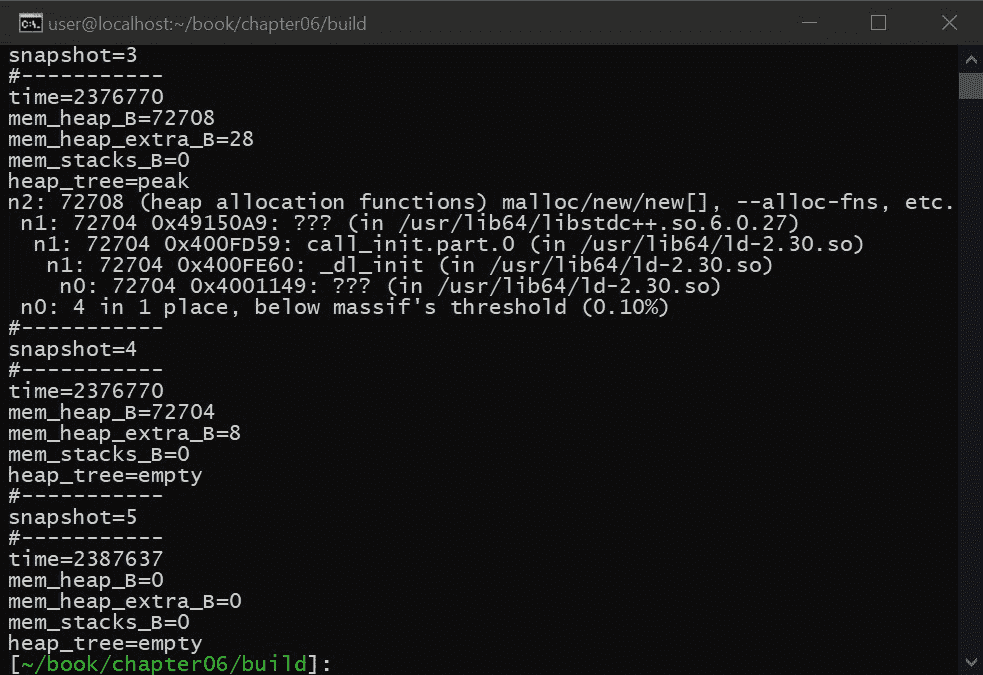 user@localhost:~/book/chapter06/build
snapshot=3
#-----------
time=2376770
mem_heap_B=72708
mem_heap_extra_B=28
mem_stacks_B=0
heap_tree=peak
n2: 72708 (heap allocation functions) malloc/new/new[], --alloc-fns, etc.
 n1: 72704 0x49150A9: ??? (in /usr/lib64/libstdc++.so.6.0.27)
  n1: 72704 0x400FD59: call_init.part.0 (in /usr/lib64/ld-2.30.so)
   n1: 72704 0x400FE60: _dl_init (in /usr/lib64/ld-2.30.so)
    n0: 72704 0x4001149: ??? (in /usr/lib64/ld-2.30.so)
 n0: 4 in 1 place, below massif's threshold (0.10%)
#-----------
snapshot=4
#-----------
time=2376770
mem_heap_B=72704
mem_heap_extra_B=8
mem_stacks_B=0
heap_tree=empty
#-----------
snapshot=5
#-----------
time=2387637
mem_heap_B=0
mem_heap_extra_B=0
mem_stacks_B=0
heap_tree=empty
[~/book/chapter06/build]: